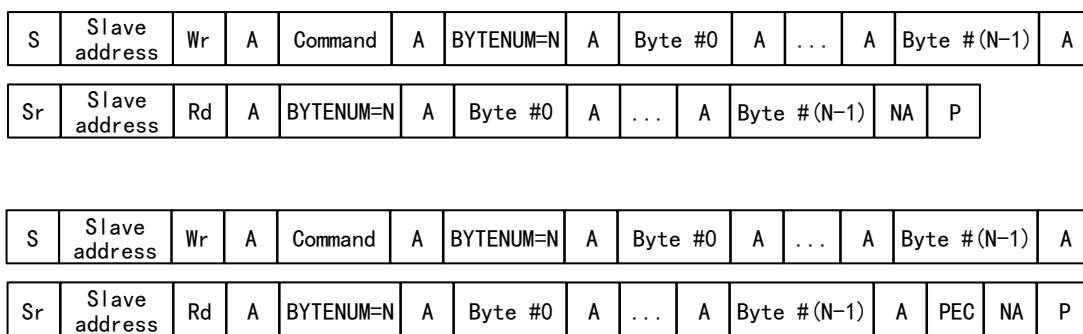 S Slave address Wr A Command A BYTENUM=N A Byte #0 A ... A Byte #(N-1) A
Sr Slave address Rd A BYTENUM=N A Byte #0 A ... A Byte #(N-1) NA P
S Slave address Wr A Command A BYTENUM=N A Byte #0 A ... A Byte #(N-1) A
Sr Slave address Rd A BYTENUM=N A Byte #0 A ... A Byte #(N-1) A PEC NA P